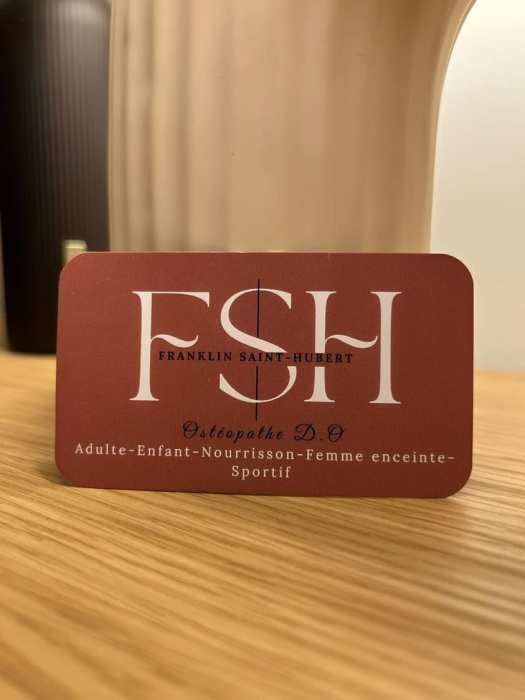 FSH
FRANKLIN SAINT-HUBERT
Ostéopathe D.O
Adulte-Enfant-Nourrisson-Femme enceinte-
Sportif